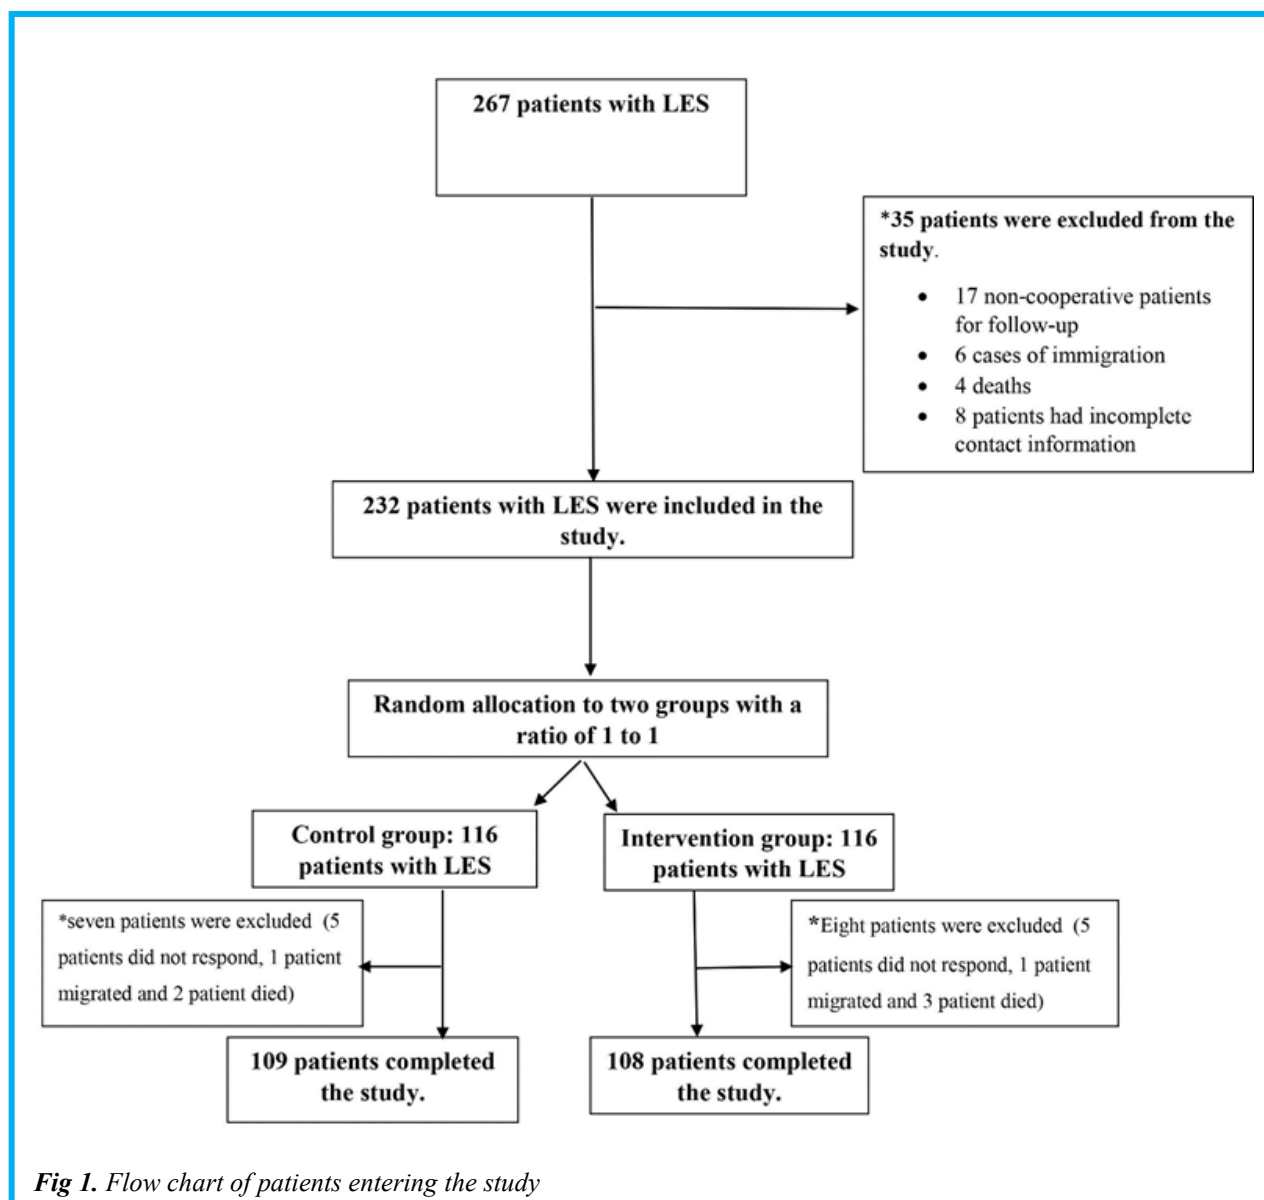 267 patients with LES
*35 patients were excluded from the
study.
• 17 non-cooperative patients
for follow-up
• 6 cases of immigration
• 4 deaths
• 8 patients had incomplete
contact information
232 patients with LES were included in the
study.
Random allocation to two groups with a
ratio of 1 to 1
Control group: 116
patients with LES
Intervention group: 116
patients with LES
*seven patients were excluded (5
patients did not respond, 1 patient
migrated and 2 patient died)
*Eight patients were excluded (5
patients did not respond, 1 patient
migrated and 3 patient died)
109 patients completed
the study.
108 patients completed
the study.
Fig 1. Flow chart of patients entering the study